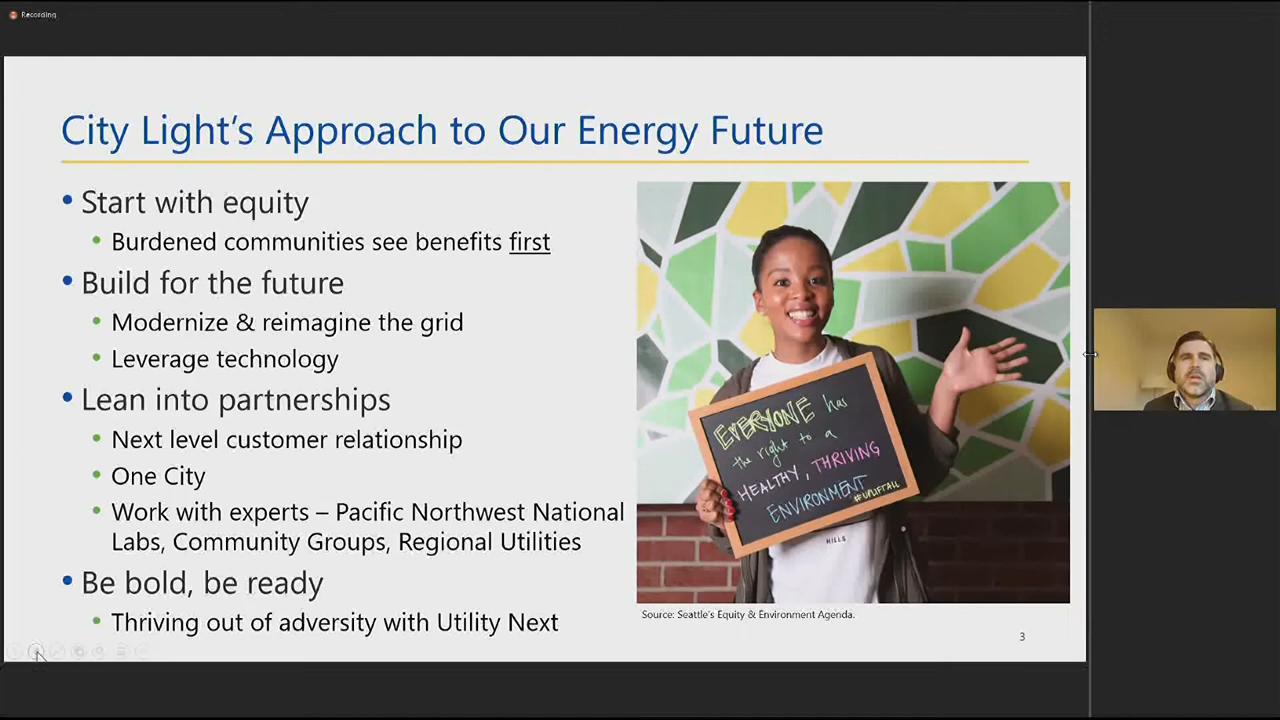 Recording
City Light's Approach to Our Energy Future
• Start with equity
• Burdened communities see benefits first
• Build for the future
• Modernize & reimagine the grid
• Leverage technology
• Lean into partnerships
• Next level customer relationship
• One City
• Work with experts – Pacific Northwest National
Labs, Community Groups, Regional Utilities
• Be bold, be ready
• Thriving out of adversity with Utility Next
EVERYONE has
the right to a
HEALTHY, THRIVING
ENVIRONMENT
#UPLIFTALL
HILLS
Source: Seattle's Equity & Environment Agenda.
3